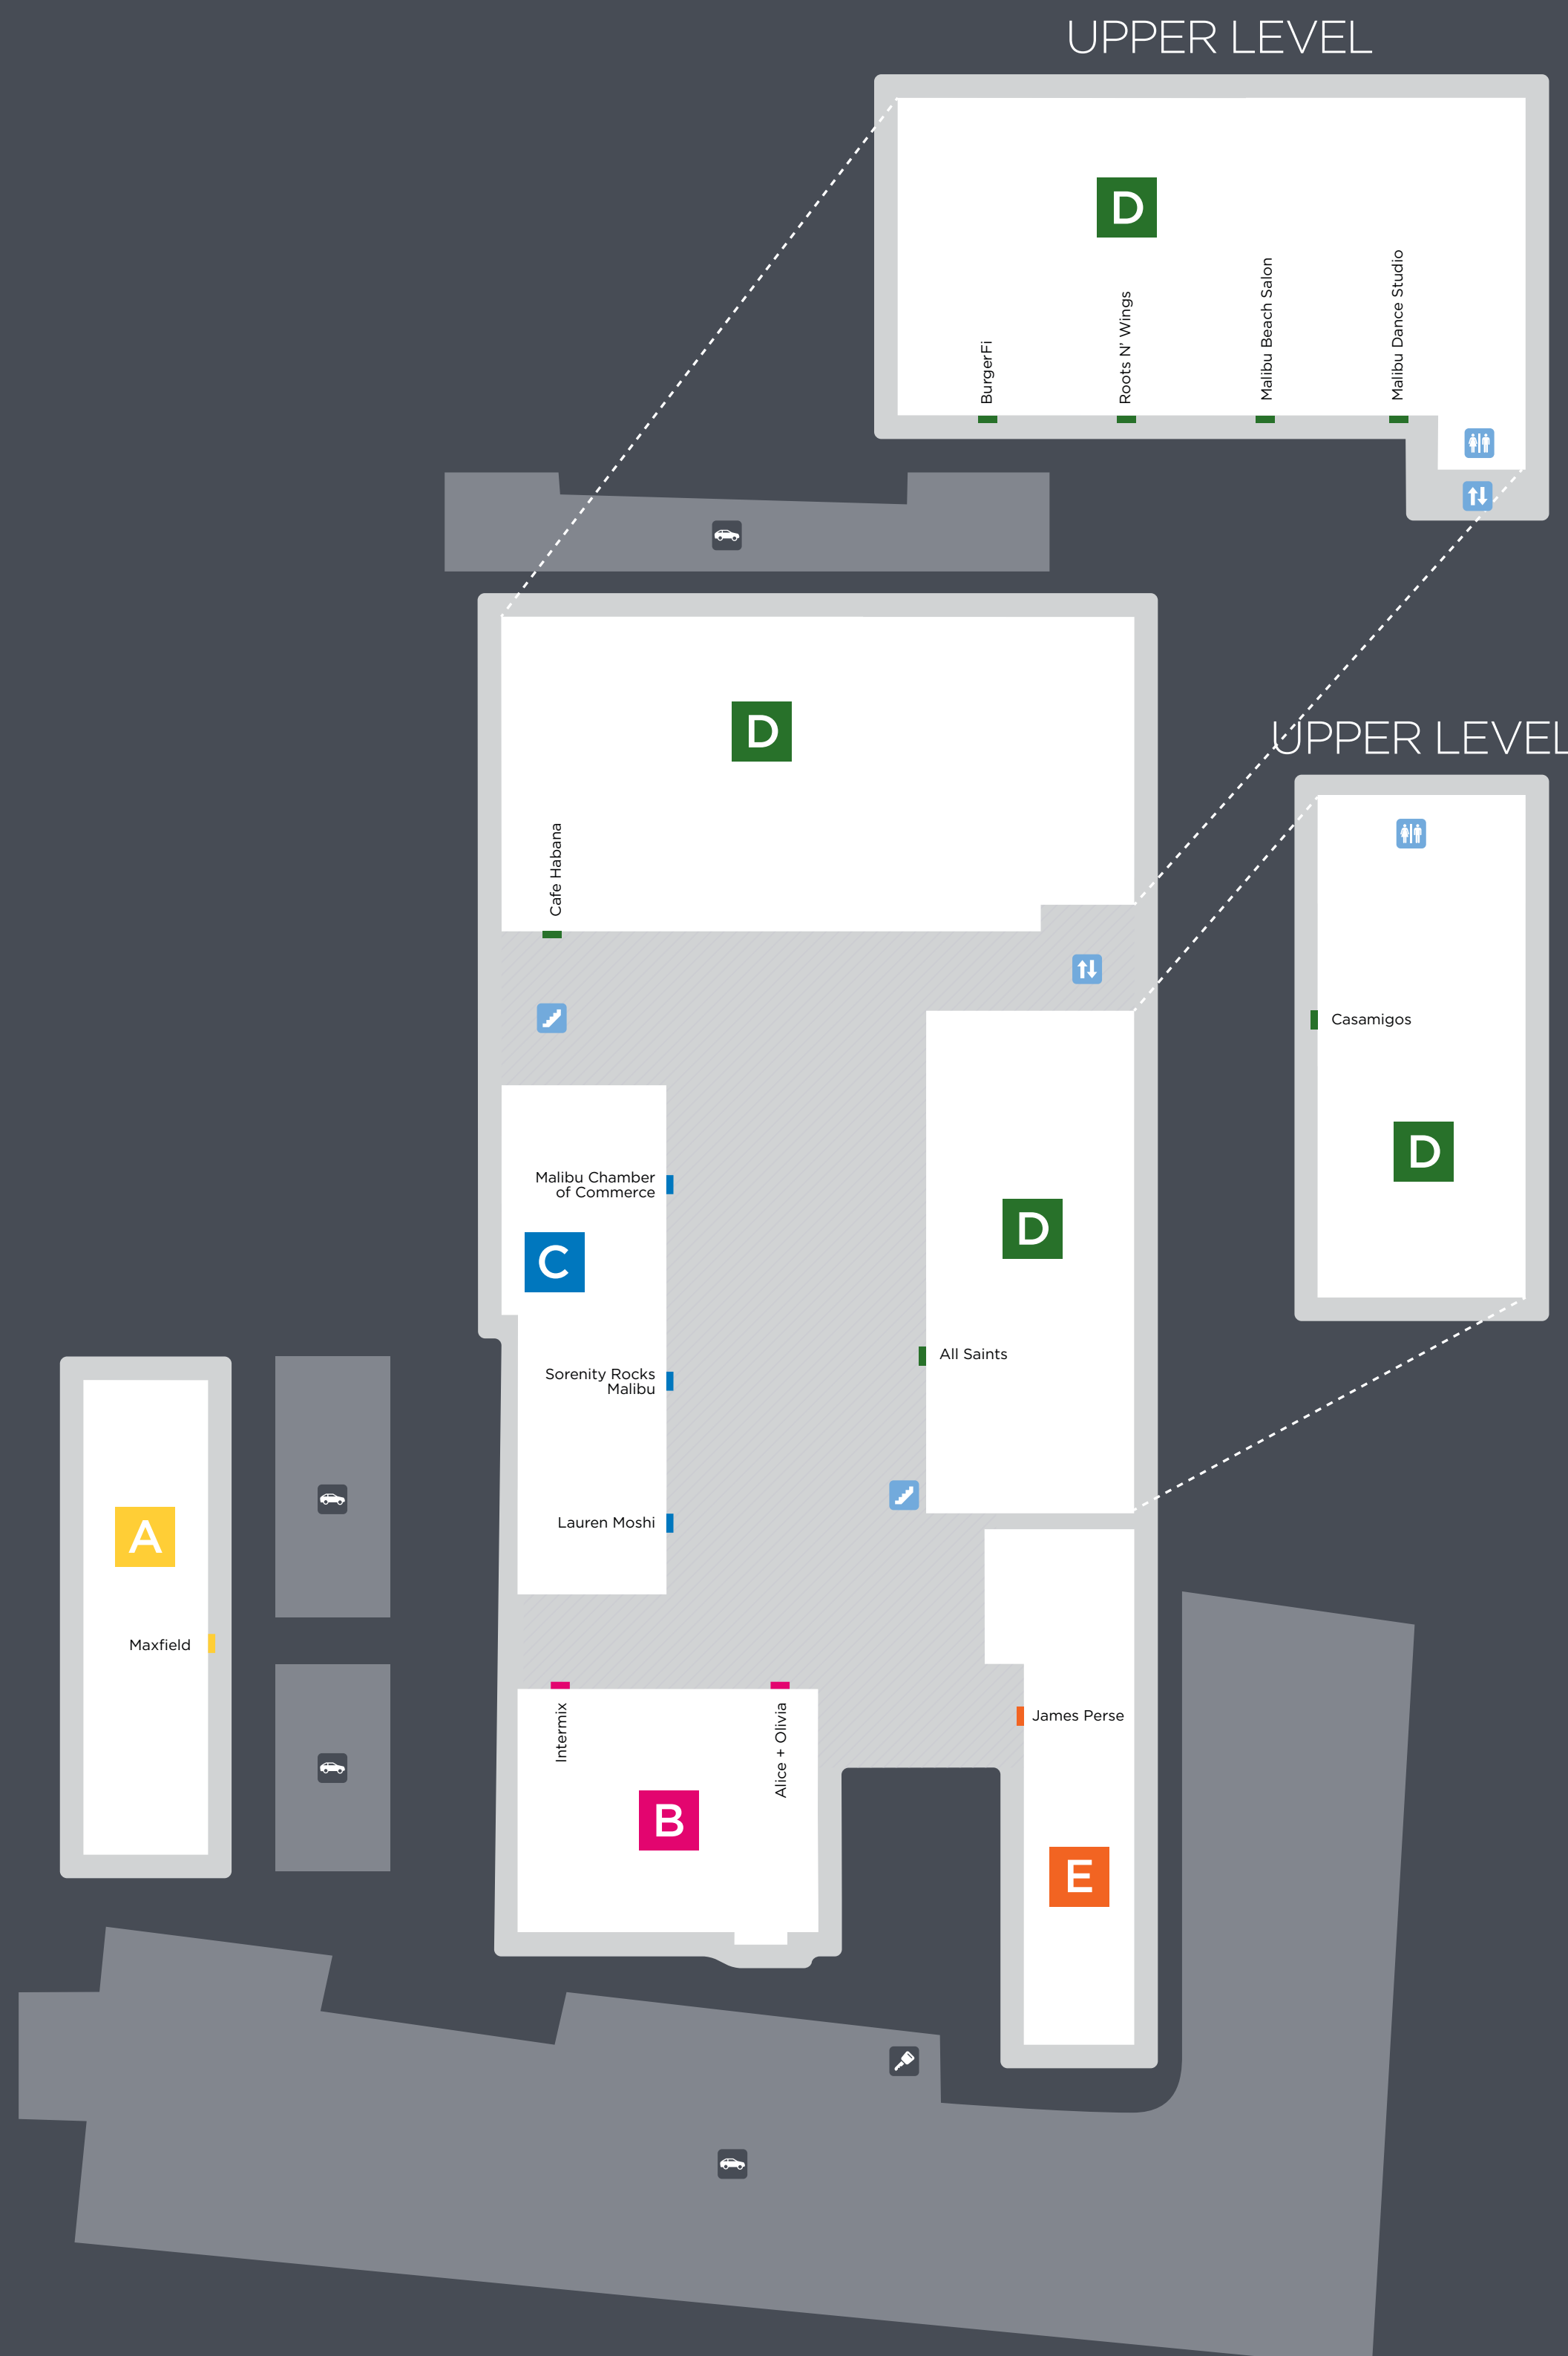 UPPER LEVEL
D
BurgerFi
Roots N' Wings
Malibu Beach Salon
Malibu Dance Studio
D
Cafe Habana
UPPER LEVEL
Casamigos
D
Malibu Chamber
of Commerce
C
D
Sorenity Rocks
Malibu
All Saints
Lauren Moshi
A
Maxfield
Intermix
Alice + Olivia
James Perse
B
E